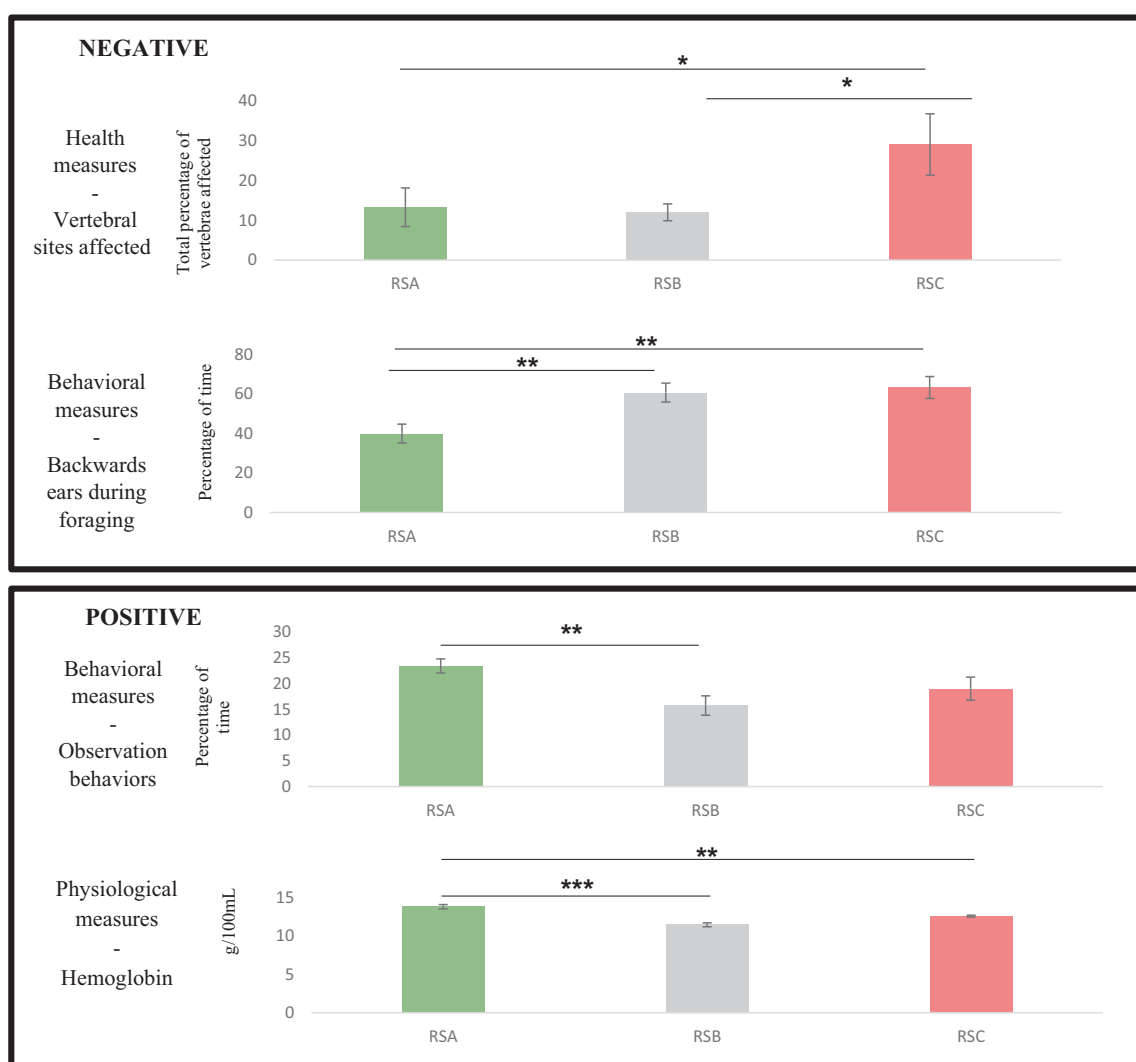 NEGATIVE
Health
measures
-
Vertebral
sites affected
Total percentage of
vertebrae affected
40
30
20
10
0
*
*
RSA
RSB
RSC
Behavioral
measures
-
Backwards
ears during
foraging
Percentage of time
80
60
40
20
0
**
**
RSA
RSB
RSC
POSITIVE
Behavioral
measures
-
Observation
behaviors
Percentage of
time
30
25
20
15
10
5
0
**
RSA
RSB
RSC
Physiological
measures
-
Hemoglobin
g/100mL
15
10
5
0
**
***
RSA
RSB
RSC